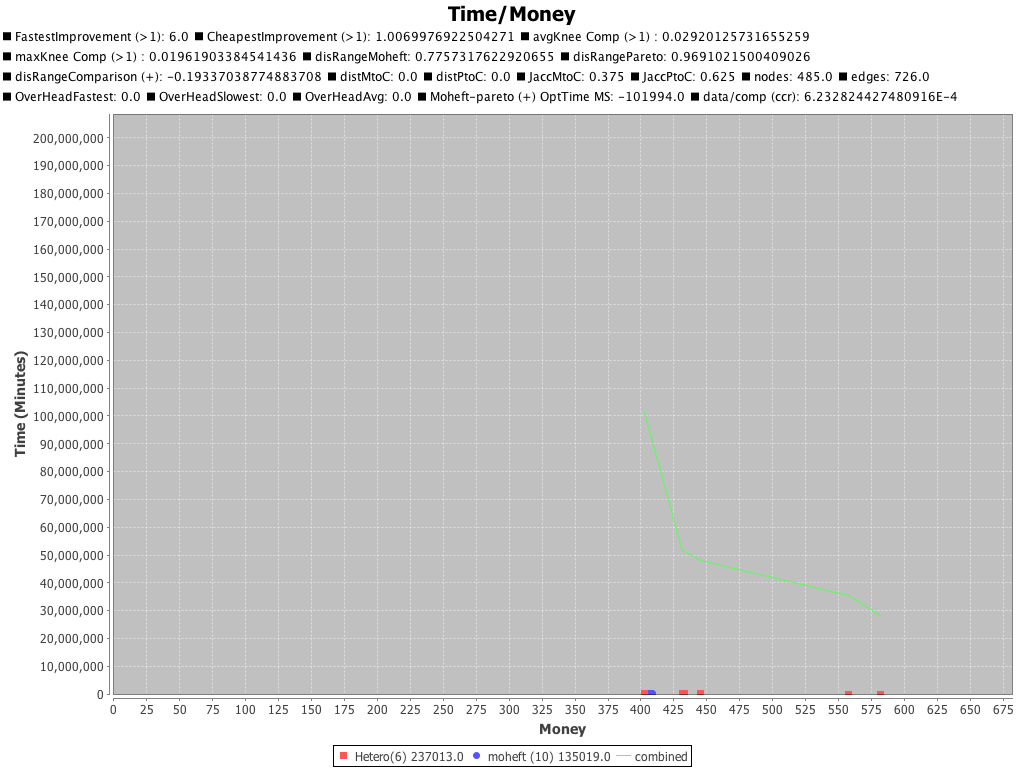 Time/Money
FastestImprovement (>1): 6.0 CheapestImprovement (>1): 1.0069976922504271 avgKnee Comp (>1) : 0.02920125731655259
maxKnee Comp (>1) : 0.01961903384541436 disRangeMoheft: 0.7757317622920655 disRangePareto: 0.9691021500409026
disRangeComparison (+): -0.19337038774883708 distMtoC: 0.0 distPtoC: 0.0 JaccMtoC: 0.375 JaccPtoC: 0.625 nodes: 485.0 edges: 726.0
OverHeadFastest: 0.0 OverHeadSlowest: 0.0 OverHeadAvg: 0.0 Moheft-pareto (+) OptTime MS: -101994.0 data/comp (ccr): 6.232824427480916E-4
200,000,000
190,000,000
180,000,000
170,000,000
160,000,000
150,000,000
140,000,000
130,000,000
120,000,000
110,000,000
100,000,000
90,000,000
80,000,000
70,000,000
60,000,000
50,000,000
40,000,000
30,000,000
20,000,000
10,000,000
0
Time (Minutes)
0 25 50 75 100 125 150 175 200 225 250 275 300 325 350 375 400 425 450 475 500 525 550 575 600 625 650 675
Money
Hetero(6) 237013.0 moheft (10) 135019.0 combined